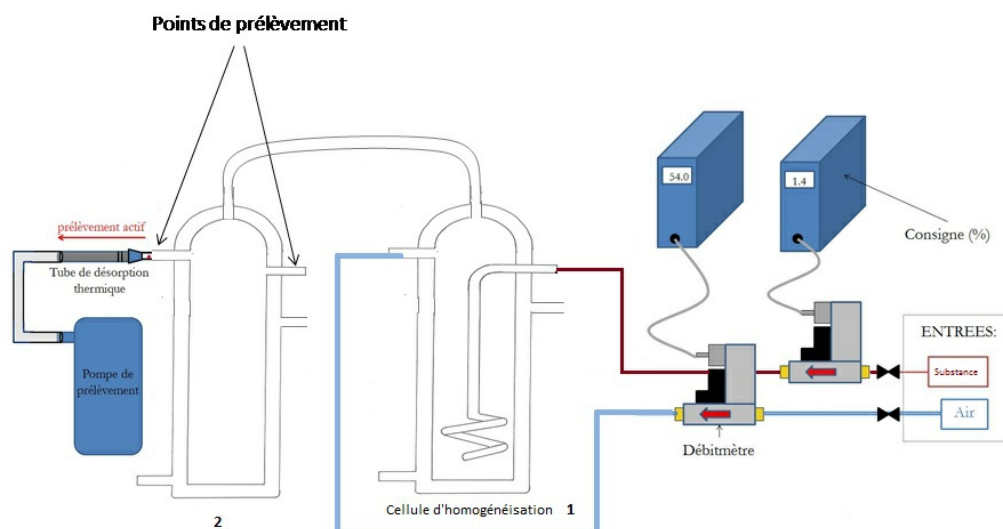 Points de prélèvement
54.0
1.4
Consigne (%)
prélèvement actif
Tube de désorption
thermique
Pompe de
prélèvement
ENTREES:
Substance
Air
Débitmètre
Cellule d'homogénéisation 1
2